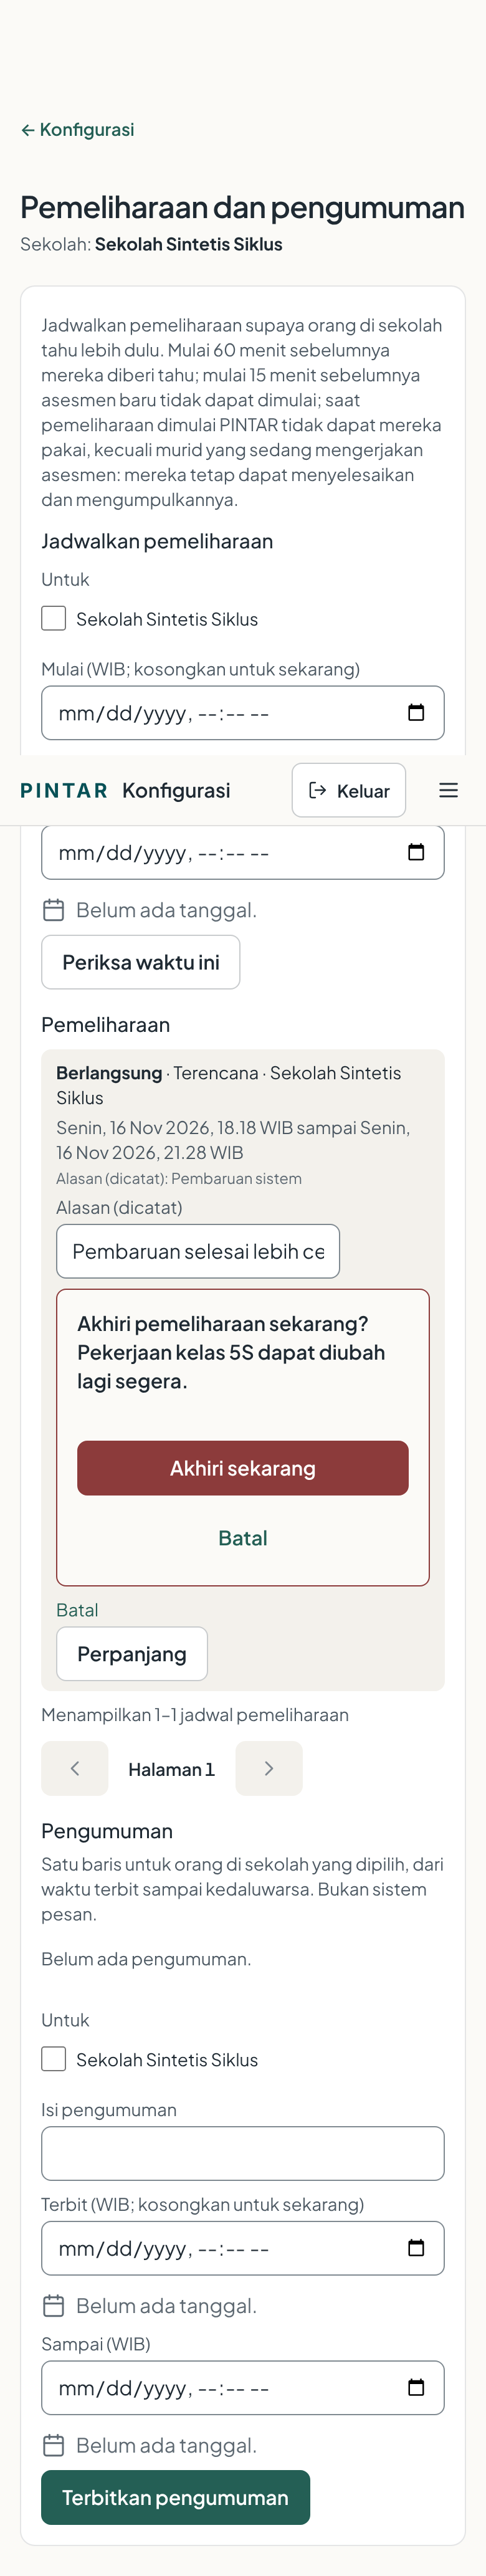 ← Konfigurasi
Pemeliharaan dan pengumuman
Sekolah: Sekolah Sintetis Siklus
Jadwalkan pemeliharaan supaya orang di sekolah
tahu lebih dulu. Mulai 60 menit sebelumnya
mereka diberi tahu; mulai 15 menit sebelumnya
asesmen baru tidak dapat dimulai; saat
pemeliharaan dimulai PINTAR tidak dapat mereka
pakai, kecuali murid yang sedang mengerjakan
asesmen: mereka tetap dapat menyelesaikan
dan mengumpulkannya.
Jadwalkan pemeliharaan
Untuk
Sekolah Sintetis Siklus
Mulai (WIB; kosongkan untuk sekarang)
mm/dd/yyyy, --:-- --
PINTAR Konfigurasi Keluar
mm/dd/yyyy, --:-- --
Belum ada tanggal.
Periksa waktu ini
Pemeliharaan
Berlangsung · Terencana · Sekolah Sintetis
Siklus
Senin, 16 Nov 2026, 18.18 WIB sampai Senin,
16 Nov 2026, 21.28 WIB
Alasan (dicatat): Pembaruan sistem
Alasan (dicatat)
Pembaruan selesai lebih ce
Akhiri pemeliharaan sekarang?
Pekerjaan kelas 5S dapat diubah
lagi segera.
Akhiri sekarang
Batal
Batal
Perpanjang
Menampilkan 1–1 jadwal pemeliharaan
Halaman 1
Pengumuman
Satu baris untuk orang di sekolah yang dipilih, dari
waktu terbit sampai kedaluwarsa. Bukan sistem
pesan.
Belum ada pengumuman.
Untuk
Sekolah Sintetis Siklus
Isi pengumuman
Terbit (WIB; kosongkan untuk sekarang)
mm/dd/yyyy, --:-- --
Belum ada tanggal.
Sampai (WIB)
mm/dd/yyyy, --:-- --
Belum ada tanggal.
Terbitkan pengumuman